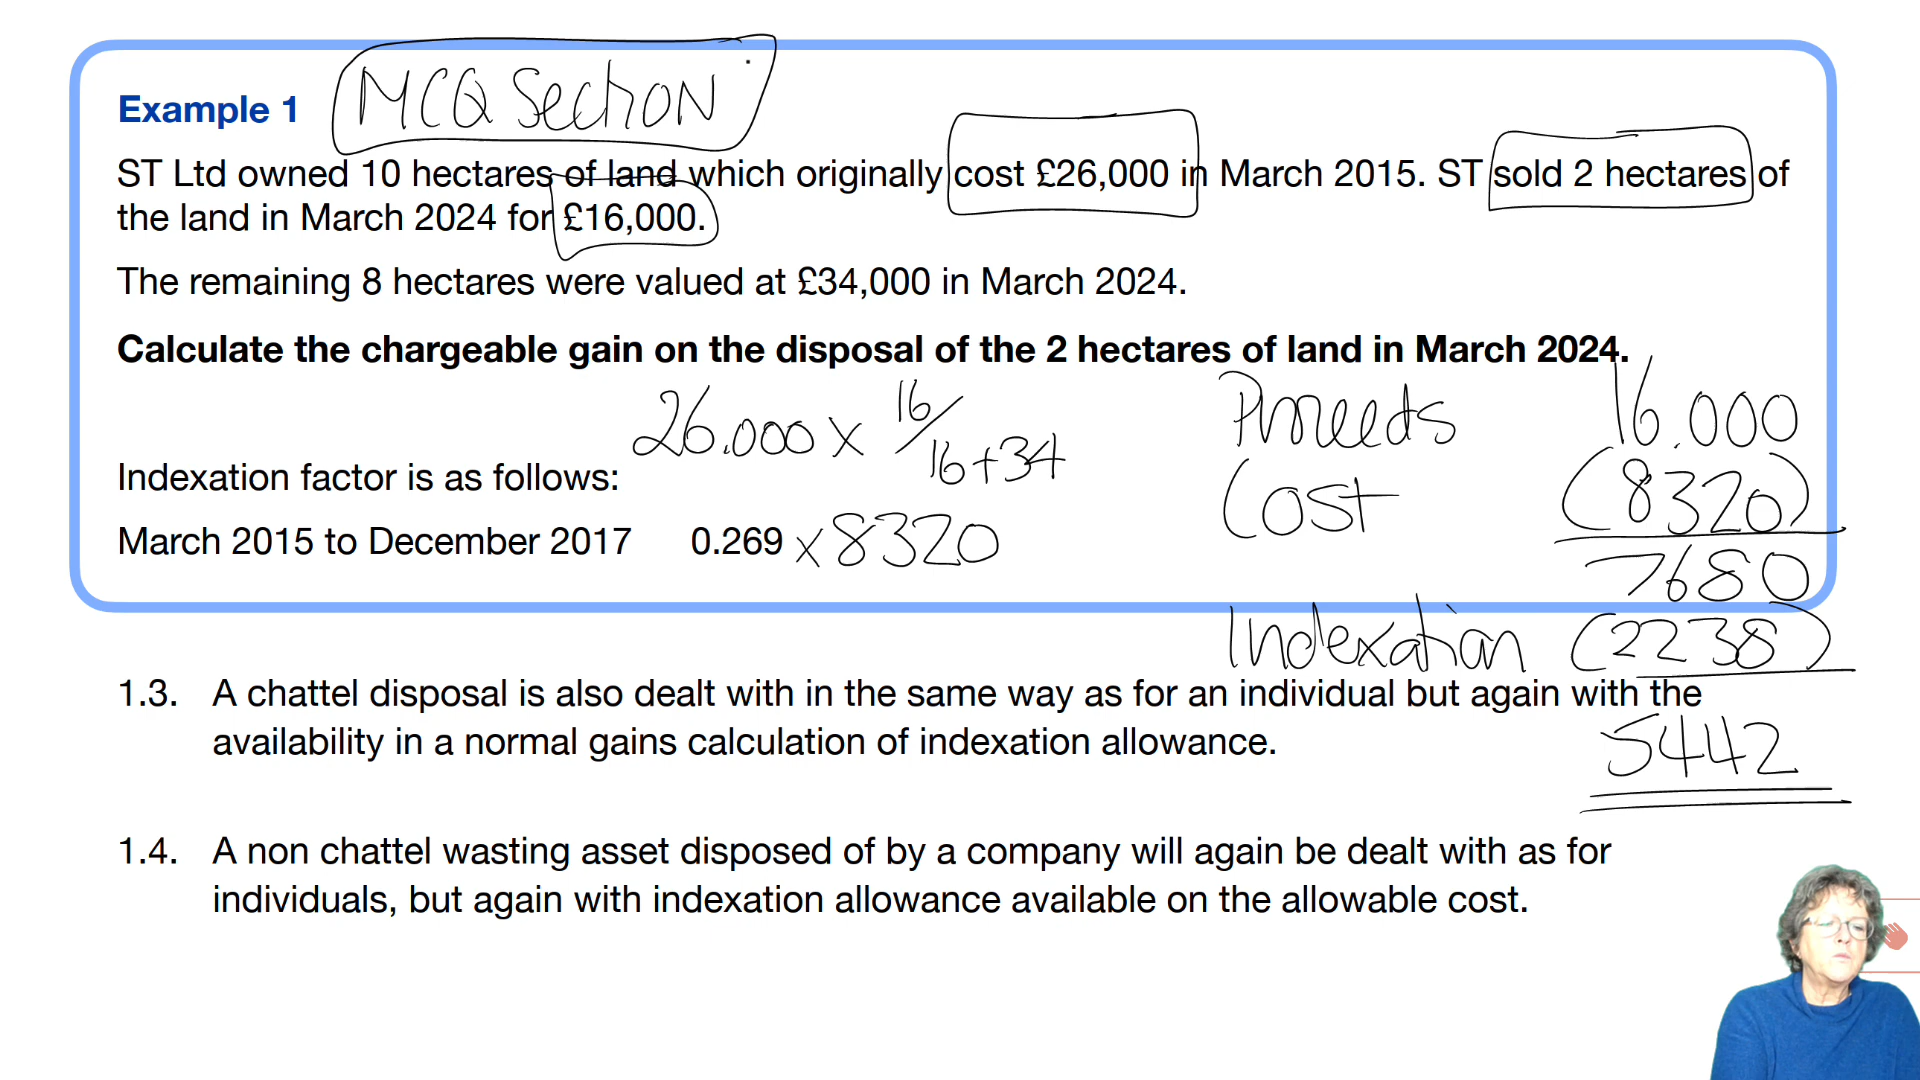 Example 1 MCQ Section
ST Ltd owned 10 hectares of land which originally cost £26,000 in March 2015. ST sold 2 hectares of
the land in March 2024 for £16,000.
The remaining 8 hectares were valued at £34,000 in March 2024.
Calculate the chargeable gain on the disposal of the 2 hectares of land in March 2024.
26.000 x 16/16+34
Proceeds 16.000
Indexation factor is as follows:
Cost (8320)
March 2015 to December 2017 0.269 x 8320
7680
Indexation (2238)
1.3. A chattel disposal is also dealt with in the same way as for an individual but again with the
availability in a normal gains calculation of indexation allowance.
5442
1.4. A non chattel wasting asset disposed of by a company will again be dealt with as for
individuals, but again with indexation allowance available on the allowable cost.